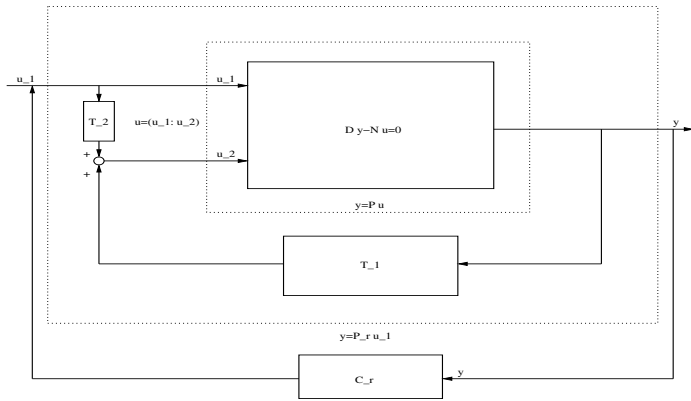 u_1
u_1
T_2
u=(u_1: u_2)
D y−N u=0
y
+
+
u_2
y=P u
T_1
y=P_r u_1
y
C_r